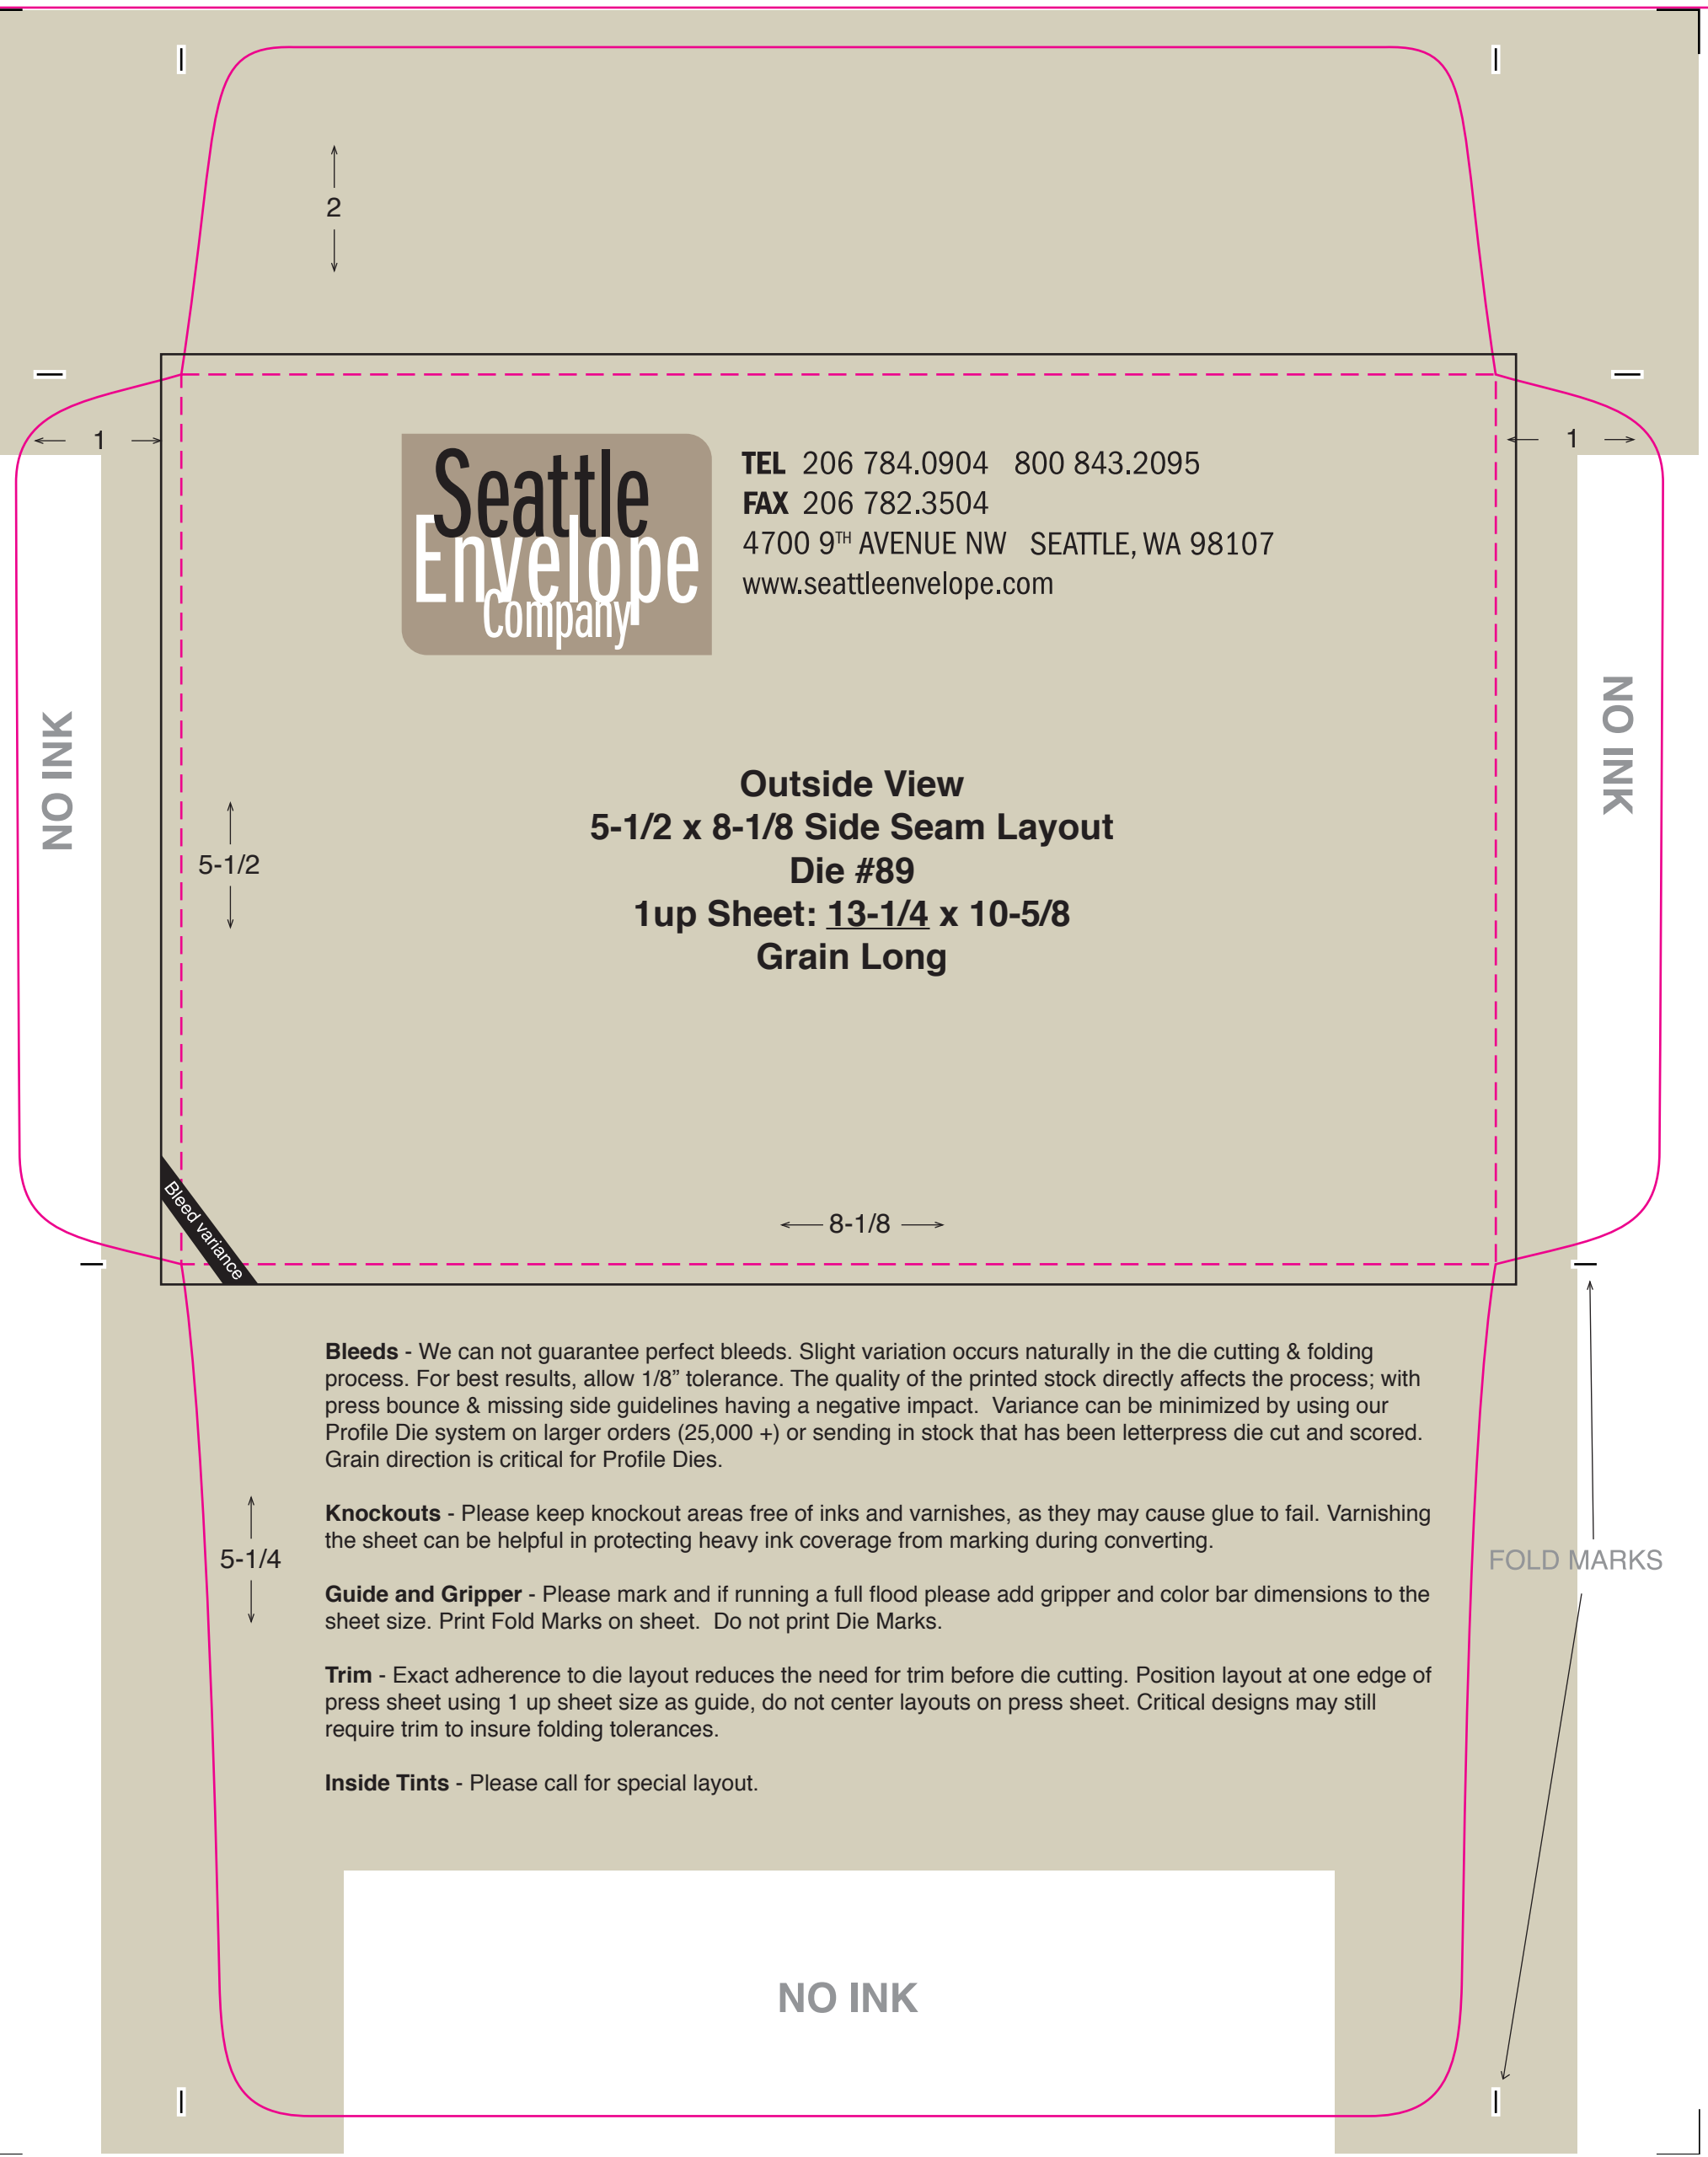 2
1
1
Seattle
Envelope
Company
TEL 206 784.0904 800 843.2095
FAX 206 782.3504
4700 9TH AVENUE NW SEATTLE, WA 98107
www.seattleenvelope.com
NO INK
NO INK
Outside View
5-1/2 x 8-1/8 Side Seam Layout
Die #89
1up Sheet: 13-1/4 x 10-5/8
Grain Long
5-1/2
Bleed variance
8-1/8
Bleeds - We can not guarantee perfect bleeds. Slight variation occurs naturally in the die cutting & folding
process. For best results, allow 1/8” tolerance. The quality of the printed stock directly affects the process; with
press bounce & missing side guidelines having a negative impact.  Variance can be minimized by using our
Profile Die system on larger orders (25,000 +) or sending in stock that has been letterpress die cut and scored.
Grain direction is critical for Profile Dies.
Knockouts - Please keep knockout areas free of inks and varnishes, as they may cause glue to fail. Varnishing
the sheet can be helpful in protecting heavy ink coverage from marking during converting.
5-1/4
FOLD MARKS
Guide and Gripper - Please mark and if running a full flood please add gripper and color bar dimensions to the
sheet size. Print Fold Marks on sheet.  Do not print Die Marks.
Trim - Exact adherence to die layout reduces the need for trim before die cutting. Position layout at one edge of
press sheet using 1 up sheet size as guide, do not center layouts on press sheet. Critical designs may still
require trim to insure folding tolerances.
Inside Tints - Please call for special layout.
NO INK